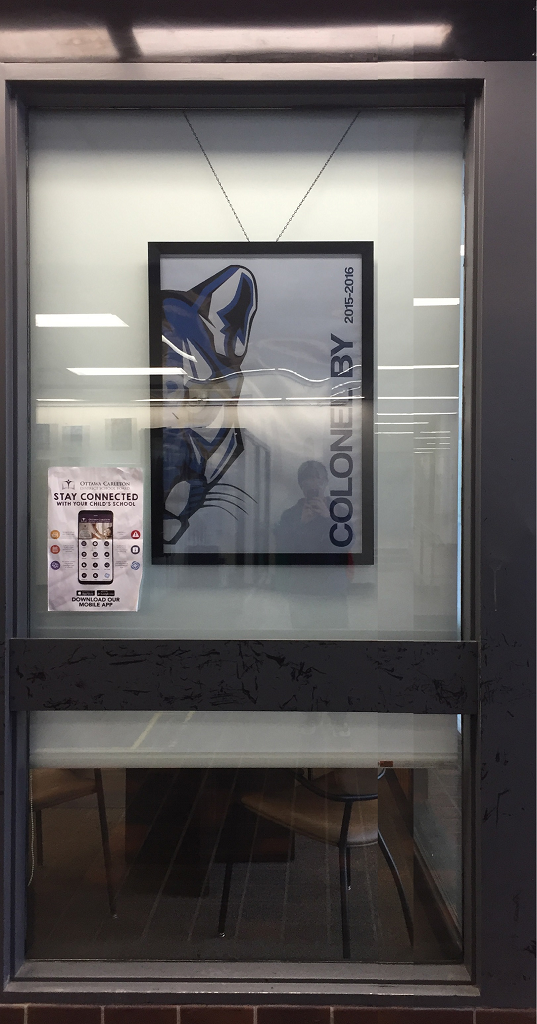 COLONEL BY 2015-2016
OTTAWA CARLETON
STAY CONNECTED
WITH YOUR CHILD'S SCHOOL
DOWNLOAD OUR
MOBILE APP